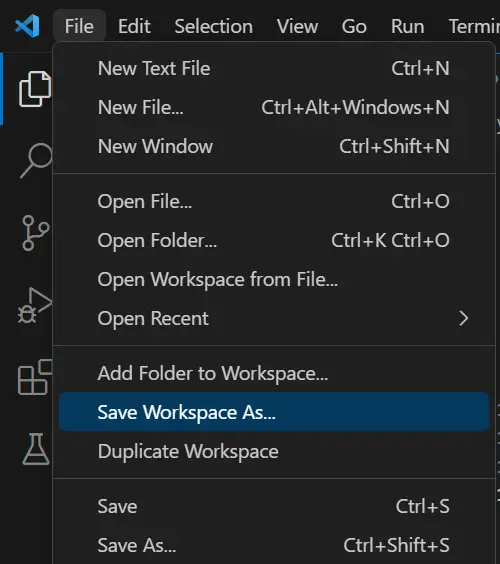 File Edit Selection View Go Run Termi
New Text File Ctrl+N
New File... Ctrl+Alt+Windows+N
New Window Ctrl+Shift+N
Open File... Ctrl+O
Open Folder... Ctrl+K Ctrl+O
Open Workspace from File...
Open Recent
Add Folder to Workspace...
Save Workspace As...
Duplicate Workspace
Save Ctrl+S
Save As... Ctrl+Shift+S